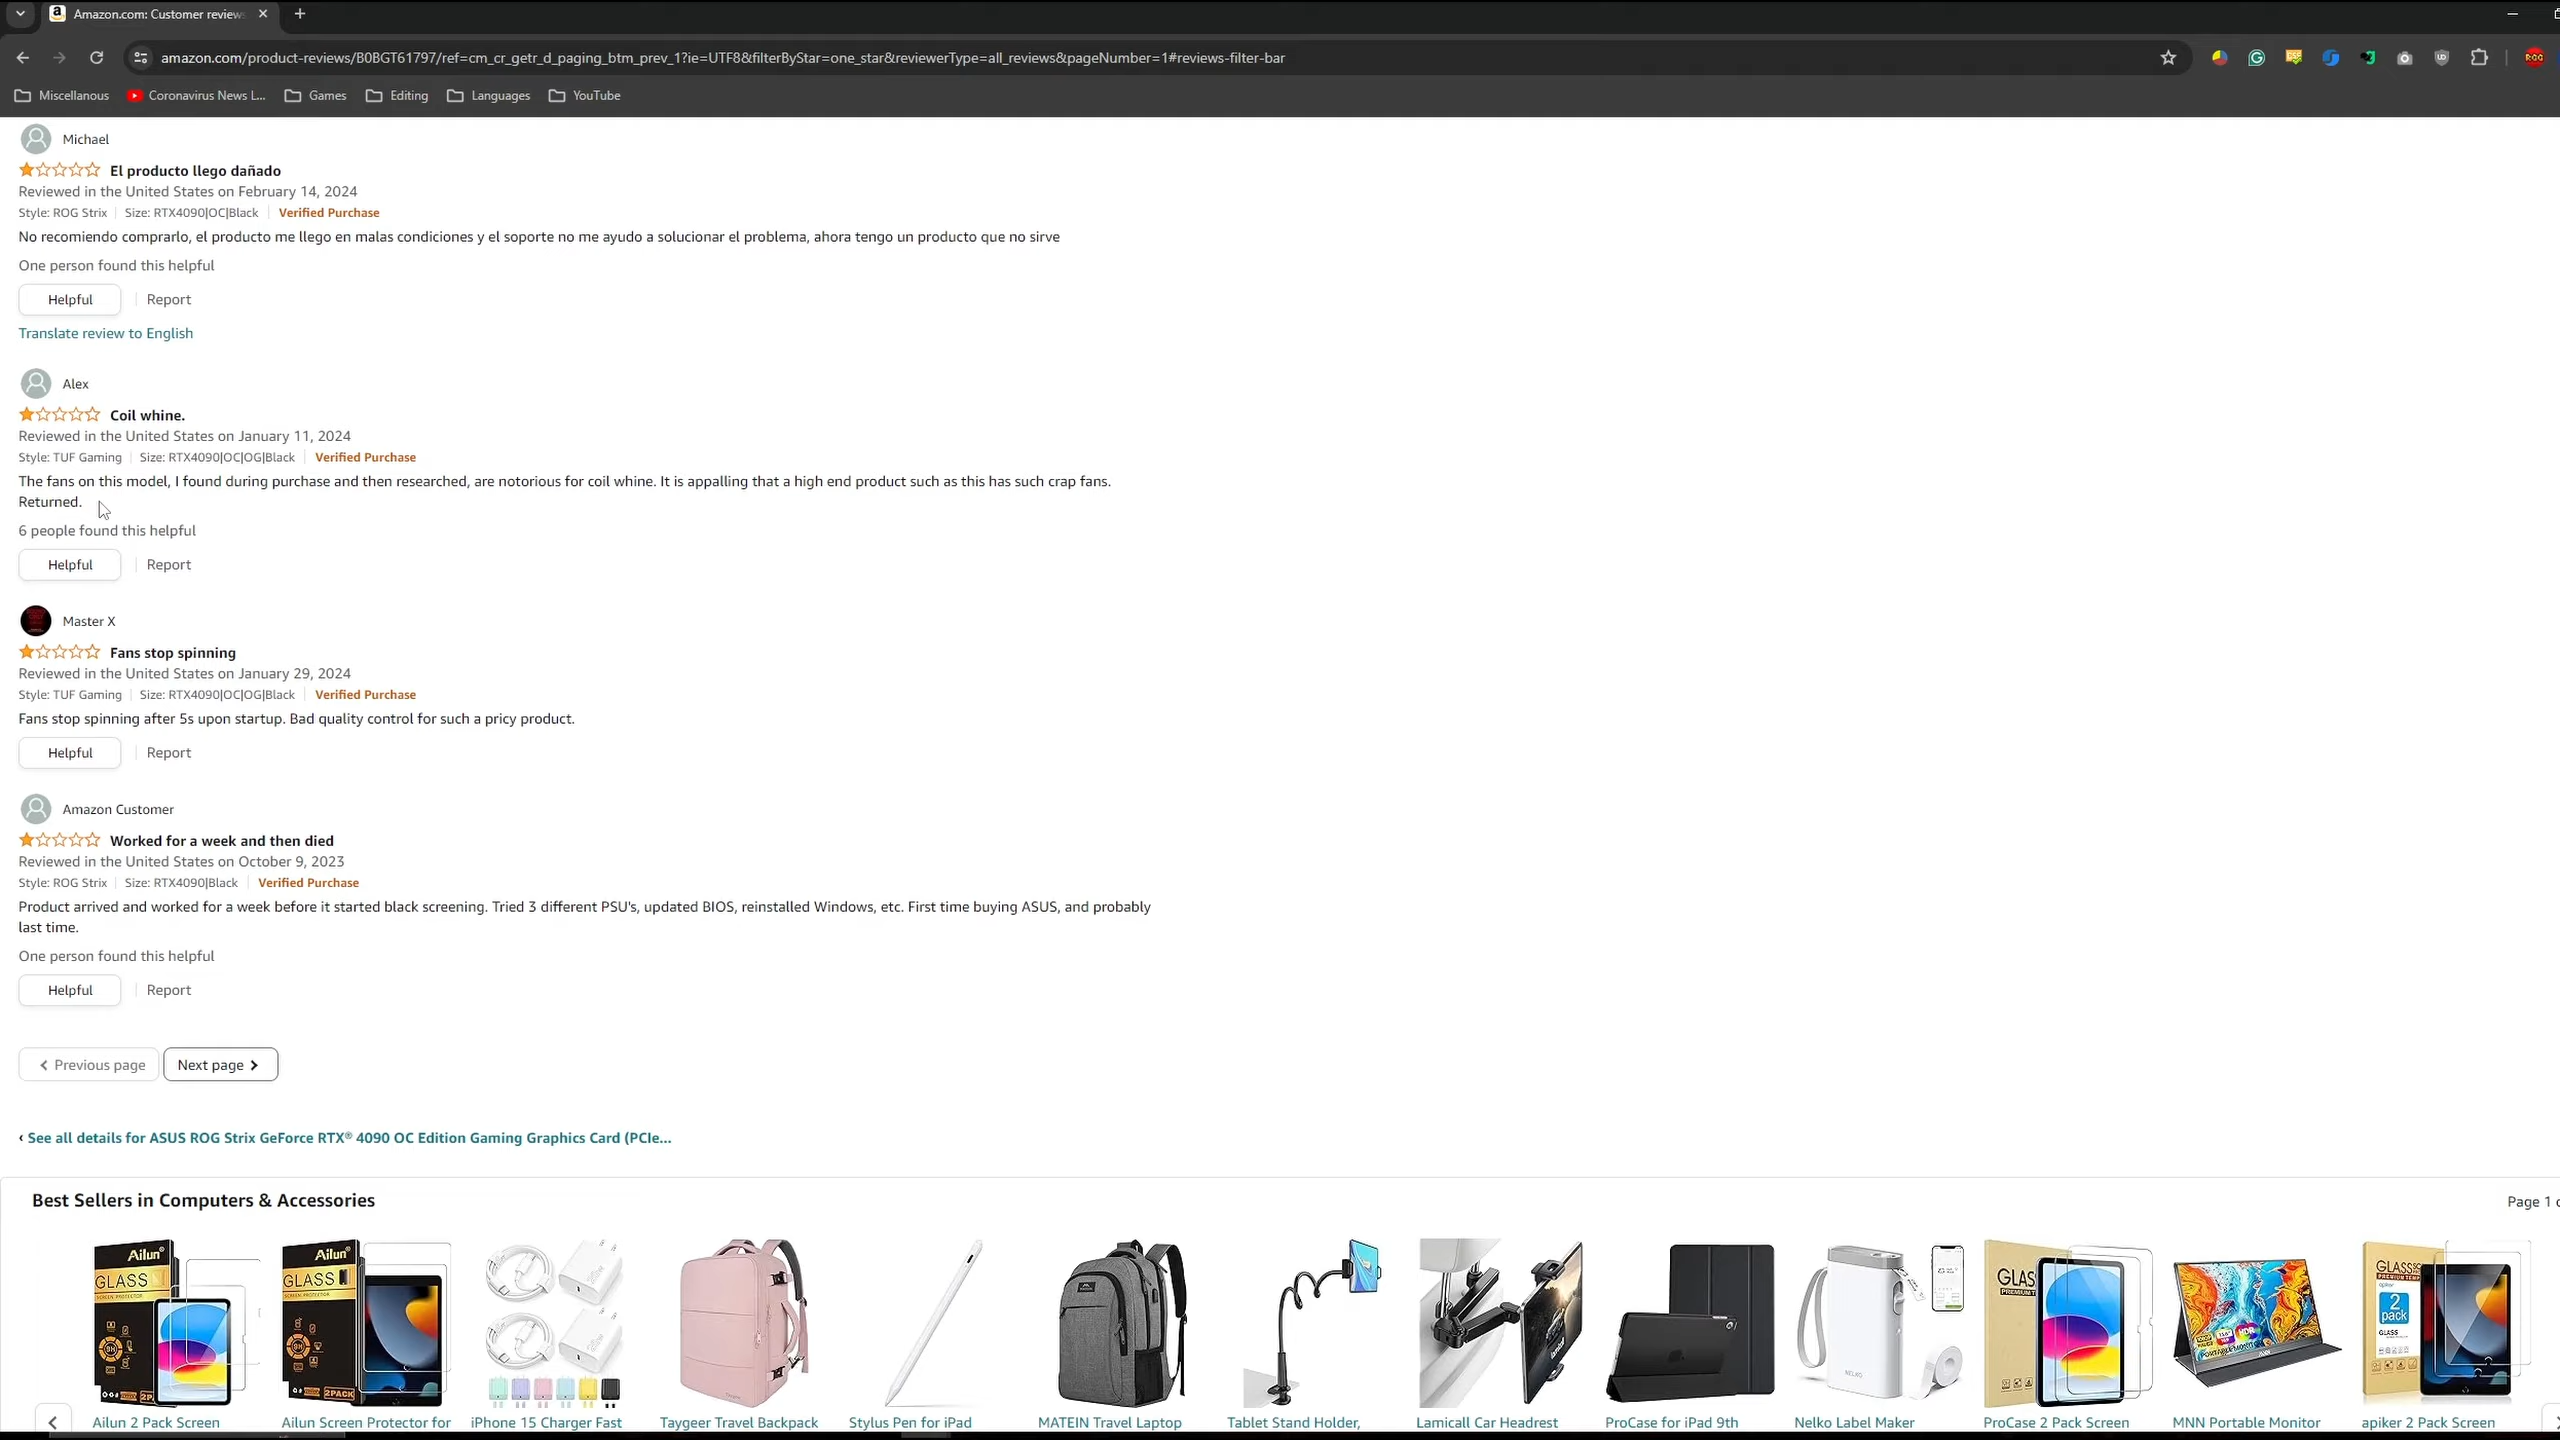 Amazon.com: Customer reviews
amazon.com/product-reviews/B0BGT61797/ref=cm_cr_getr_d_paging_btm_prev_1?ie=UTF8&filterByStar=one_star&reviewerType=all_reviews&pageNumber=1#reviews-filter-bar
Miscellanous Coronavirus News L... Games Editing Languages YouTube
Michael
El producto llego dañado
Reviewed in the United States on February 14, 2024
Style: ROG Strix | Size: RTX4090|OC|Black | Verified Purchase
No recomiendo comprarlo, el producto me llego en malas condiciones y el soporte no me ayudo a solucionar el problema, ahora tengo un producto que no sirve
One person found this helpful
Helpful | Report
Translate review to English
Alex
Coil whine.
Reviewed in the United States on January 11, 2024
Style: TUF Gaming | Size: RTX4090|OC|OG|Black | Verified Purchase
The fans on this model, I found during purchase and then researched, are notorious for coil whine. It is appalling that a high end product such as this has such crap fans.
Returned.
6 people found this helpful
Helpful | Report
Master X
Fans stop spinning
Reviewed in the United States on January 29, 2024
Style: TUF Gaming | Size: RTX4090|OC|OG|Black | Verified Purchase
Fans stop spinning after 5s upon startup. Bad quality control for such a pricy product.
Helpful | Report
Amazon Customer
Worked for a week and then died
Reviewed in the United States on October 9, 2023
Style: ROG Strix | Size: RTX4090|Black | Verified Purchase
Product arrived and worked for a week before it started black screening. Tried 3 different PSU's, updated BIOS, reinstalled Windows, etc. First time buying ASUS, and probably
last time.
One person found this helpful
Helpful | Report
Previous page Next page
‹ See all details for ASUS ROG Strix GeForce RTX® 4090 OC Edition Gaming Graphics Card (PCIe...
Best Sellers in Computers & Accessories Page 1
Ailun GLASS SCREEN PROTECTOR
Ailun GLASS SCREEN PROTECTOR 2PACK
2 pack GLASS
Ailun 2 Pack Screen Ailun Screen Protector for iPhone 15 Charger Fast Taygeer Travel Backpack Stylus Pen for iPad MATEIN Travel Laptop Tablet Stand Holder, Lamicall Car Headrest ProCase for iPad 9th Nelko Label Maker ProCase 2 Pack Screen MNN Portable Monitor apiker 2 Pack Screen